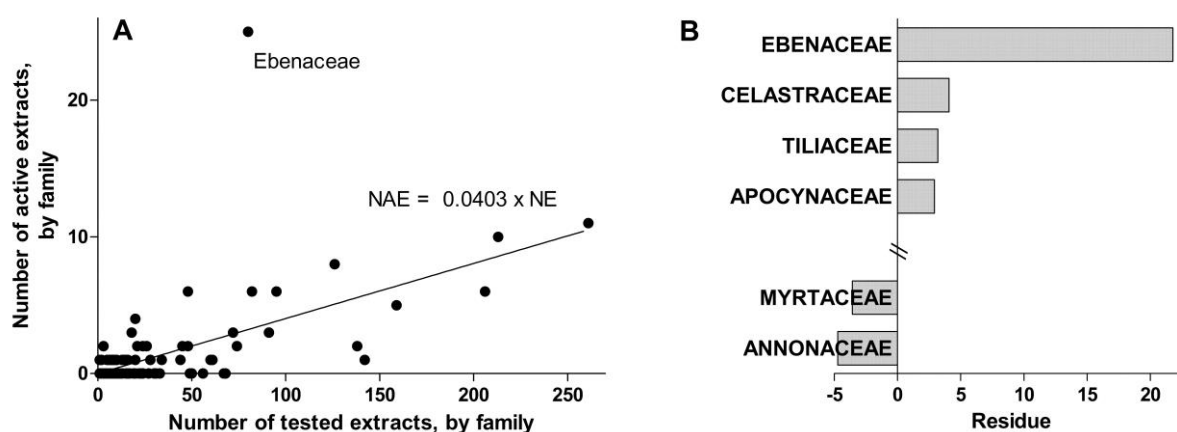 A
Ebenaceae
NAE = 0.0403 x NE
Number of active extracts,
by family
20
10
0
0
50
100
150
200
250
Number of tested extracts, by family
B
EBENACEAE
CELASTRACEAE
TILIACEAE
APOCYNACEAE
MYRTACEAE
ANNONACEAE
-5
0
5
10
15
20
Residue